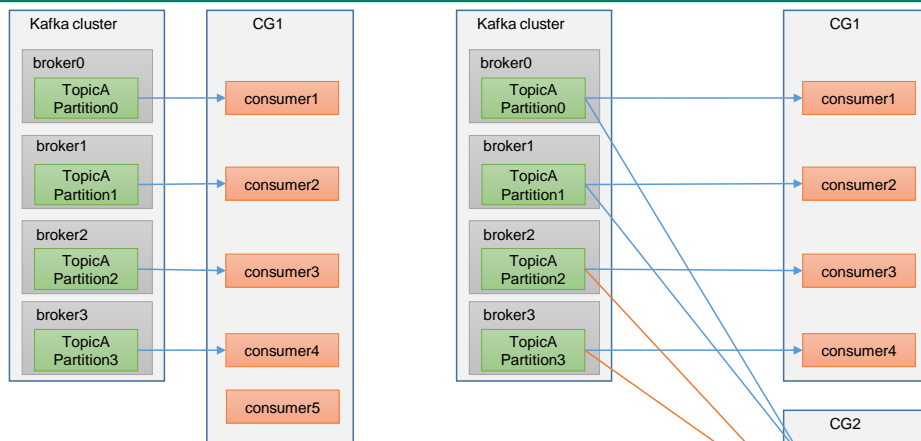 Kafka cluster
CG1
broker0
TopicA
Partition0
consumer1
broker1
TopicA
Partition1
consumer2
broker2
TopicA
Partition2
consumer3
broker3
TopicA
Partition3
consumer4
consumer5
Kafka cluster
CG1
broker0
TopicA
Partition0
consumer1
broker1
TopicA
Partition1
consumer2
broker2
TopicA
Partition2
consumer3
broker3
TopicA
Partition3
consumer4
CG2